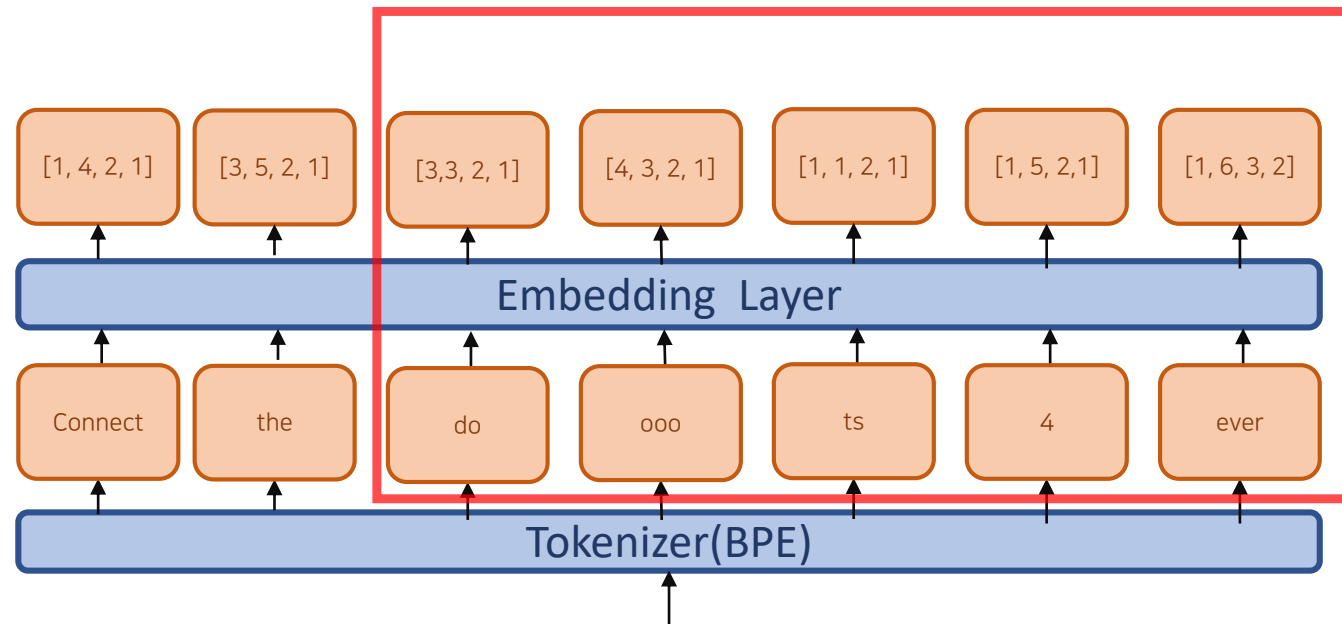 [1, 4, 2, 1] [3, 5, 2, 1] [3,3, 2, 1] [4, 3, 2, 1] [1, 1, 2, 1] [1, 5, 2,1] [1, 6, 3, 2]
Embedding Layer
Connect the do ooo ts 4 ever
Tokenizer(BPE)